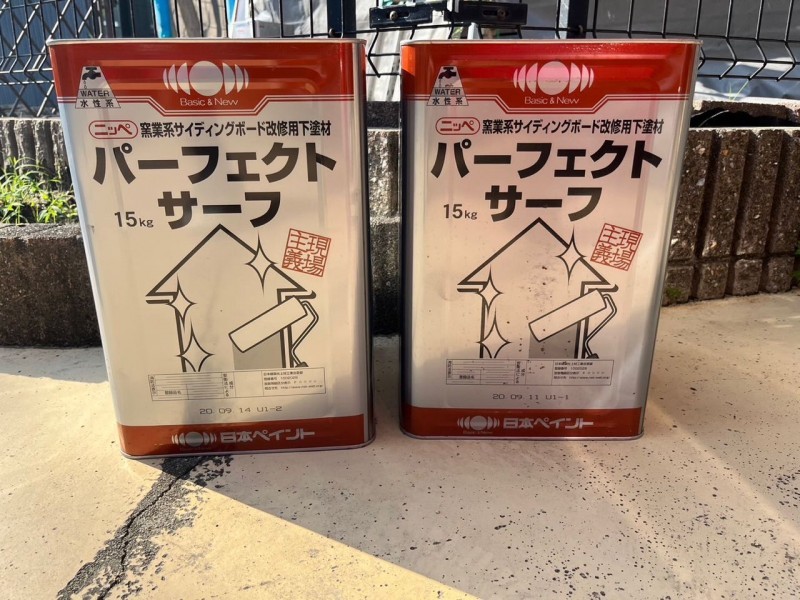 WATER
水性系
Basic & New
ニッペ 窯業系サイディングボード改修用下塗材
パーフェクト
サーフ
15kg
現場
主義
20.09.14 U1-2
Basic & New
日本ペイント
WATER
水性系
Basic & New
ニッペ 窯業系サイディングボード改修用下塗材
パーフェクト
サーフ
15kg
現場
主義
20.09.11 U1-1
Basic & New
日本ペイント